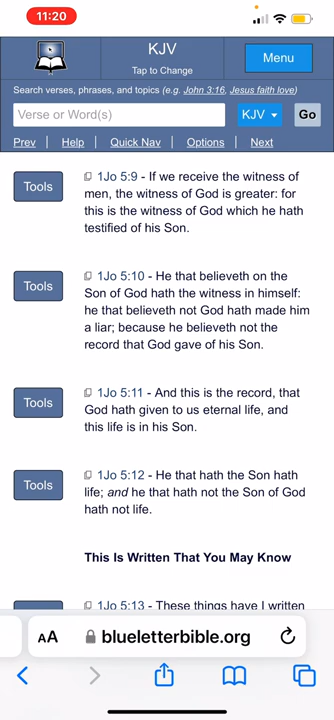 11:20
KJV
Tap to Change
Menu
Search verses, phrases, and topics (e.g. John 3:16, Jesus faith love)
Verse or Word(s)
KJV
Go
Prev
Help
Quick Nav
Options
Next
Tools
1Jo 5:9 - If we receive the witness of
men, the witness of God is greater: for
this is the witness of God which he hath
testified of his Son.
Tools
1Jo 5:10 - He that believeth on the
Son of God hath the witness in himself:
he that believeth not God hath made him
a liar; because he believeth not the
record that God gave of his Son.
Tools
1Jo 5:11 - And this is the record, that
God hath given to us eternal life, and
this life is in his Son.
Tools
1Jo 5:12 - He that hath the Son hath
life; and he that hath not the Son of God
hath not life.
This Is Written That You May Know
1Jo 5:13 - These things have I written
AA
blueletterbible.org